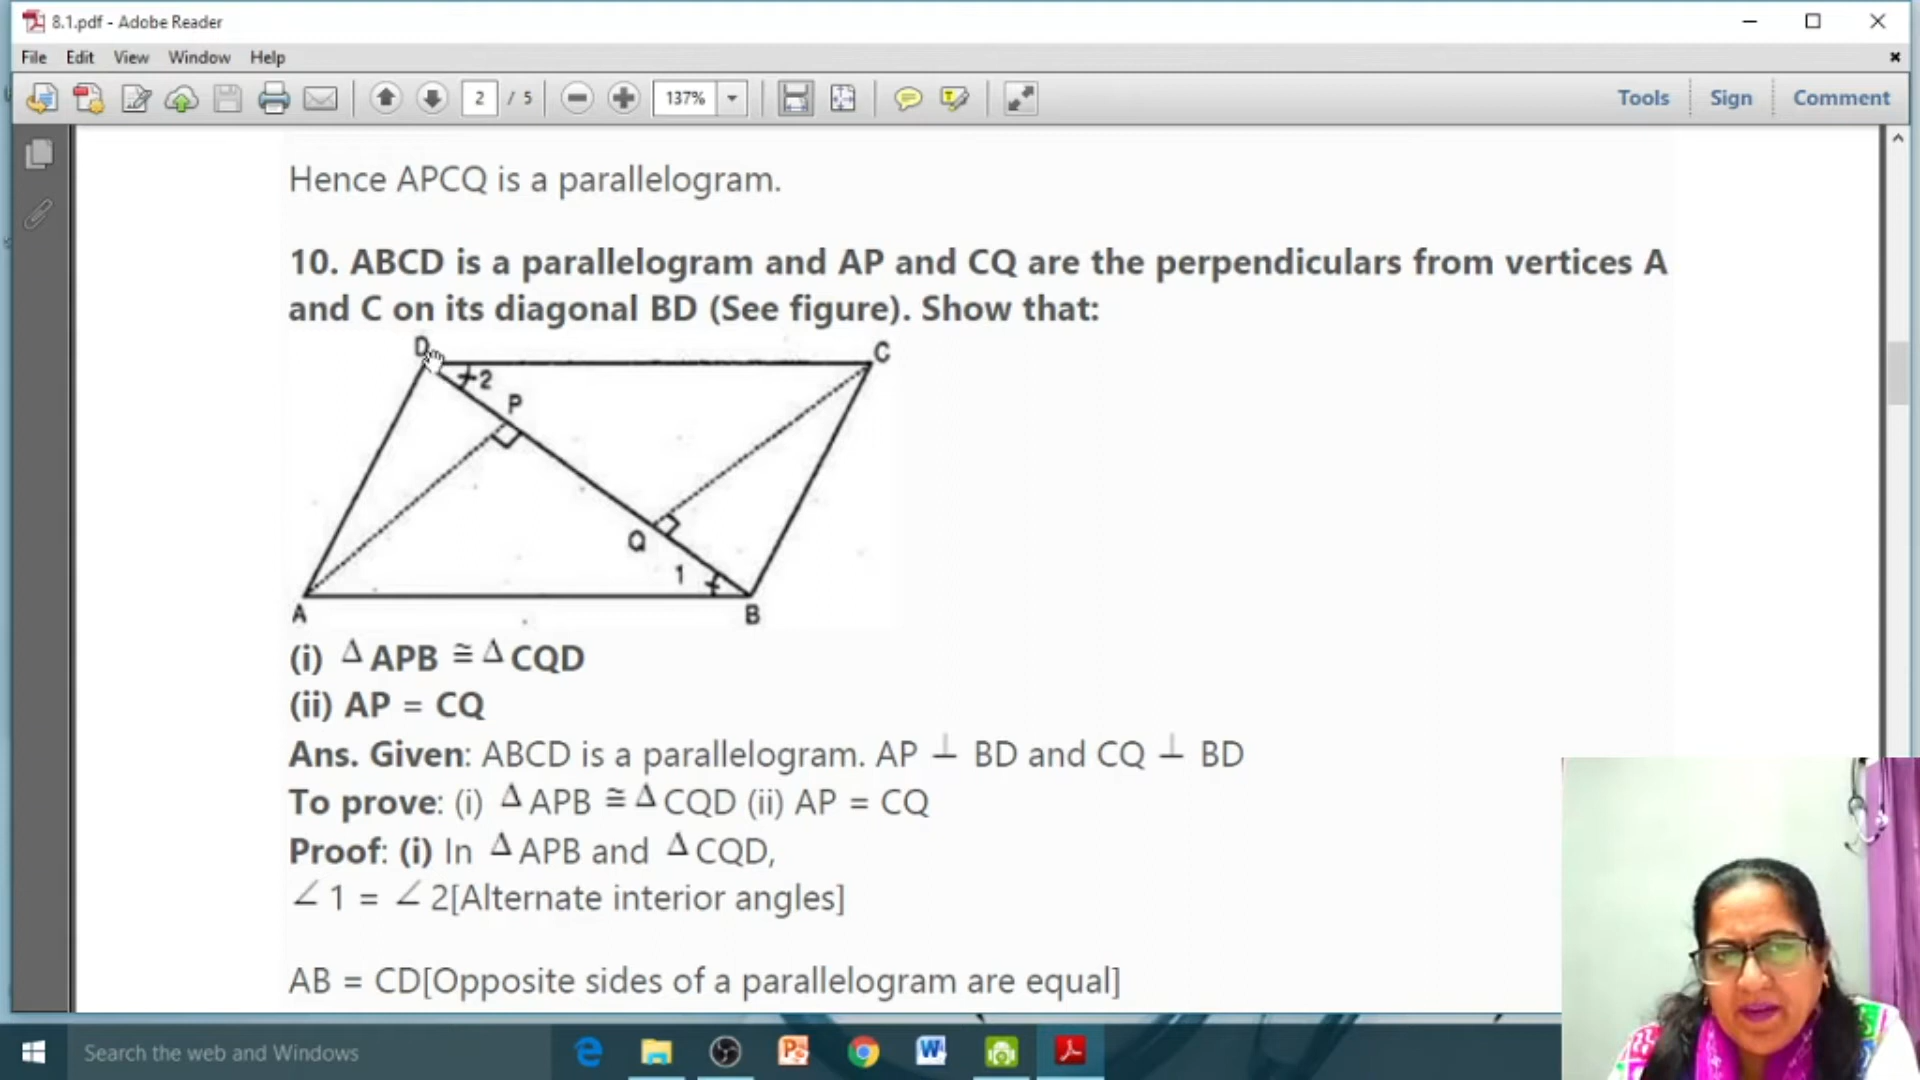 8.1.pdf - Adobe Reader
File Edit View Window Help
2 / 5 137% Tools Sign Comment
Hence APCQ is a parallelogram.
10. ABCD is a parallelogram and AP and CQ are the perpendiculars from vertices A
and C on its diagonal BD (See figure). Show that:
D C
2
P
Q
1
A B
(i) Δ APB ≅ Δ CQD
(ii) AP = CQ
Ans. Given: ABCD is a parallelogram. AP ⊥ BD and CQ ⊥ BD
To prove: (i) Δ APB ≅ Δ CQD (ii) AP = CQ
Proof: (i) In Δ APB and Δ CQD,
∠ 1 = ∠ 2[Alternate interior angles]
AB = CD[Opposite sides of a parallelogram are equal]
Search the web and Windows